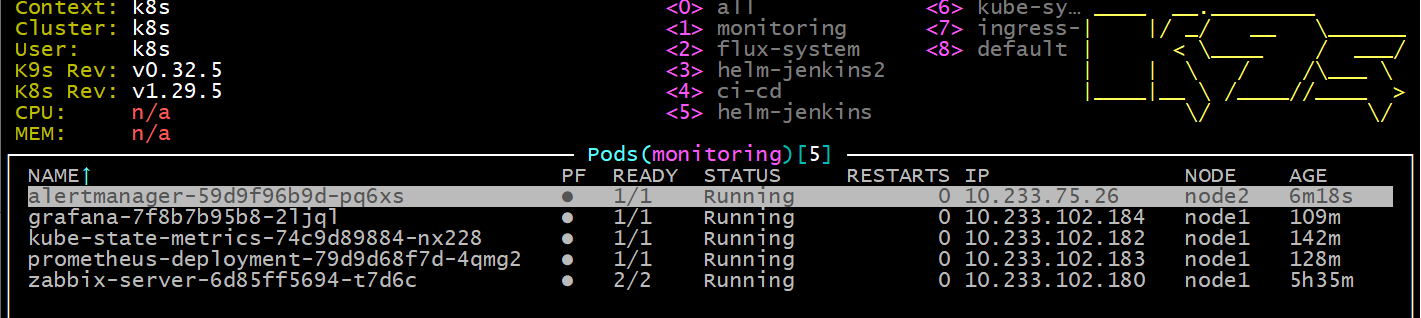 Context: k8s <0> all <6> kube-sy…
Cluster: k8s <1> monitoring <7> ingress-
User: k8s <2> flux-system <8> default
K9s Rev: v0.32.5 <3> helm-jenkins2
K8s Rev: v1.29.5 <4> ci-cd
CPU: n/a <5> helm-jenkins
MEM: n/a
Pods(monitoring)[5]
NAME↑ PF READY STATUS RESTARTS IP NODE AGE
alertmanager-59d9f96b9d-pq6xs ● 1/1 Running 0 10.233.75.26 node2 6m18s
grafana-7f8b7b95b8-2ljql ● 1/1 Running 0 10.233.102.184 node1 109m
kube-state-metrics-74c9d89884-nx228 ● 1/1 Running 0 10.233.102.182 node1 142m
prometheus-deployment-79d9d68f7d-4qmg2 ● 1/1 Running 0 10.233.102.183 node1 128m
zabbix-server-6d85ff5694-t7d6c ● 2/2 Running 0 10.233.102.180 node1 5h35m